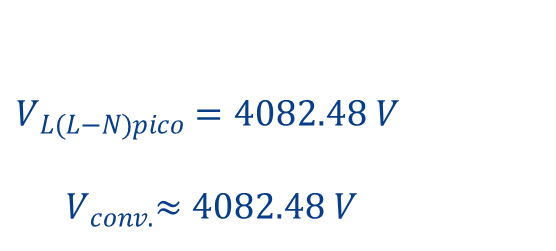 V_{L(L−N)pico} = 4082.48 V
V_{conv.} ≈ 4082.48 V